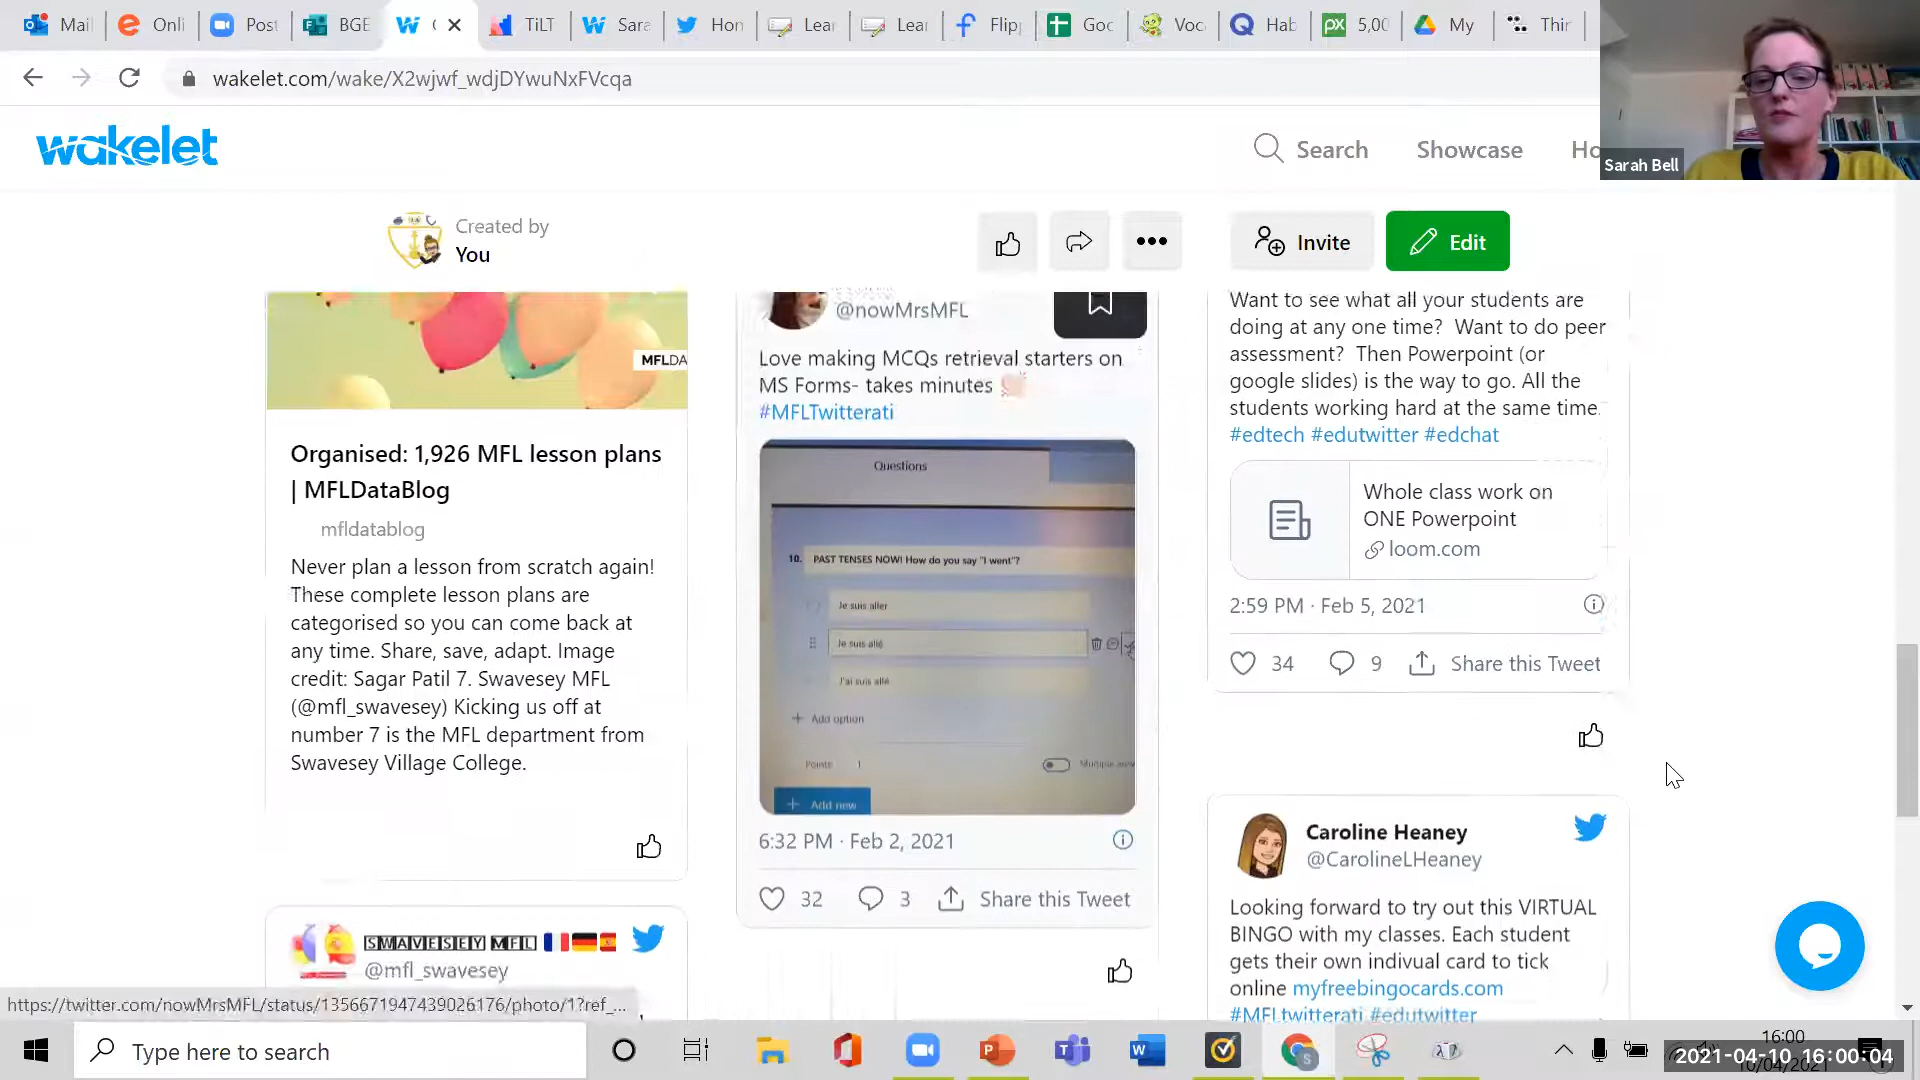 Mail
Onli
Post
BGE
TiLT
Sara
Hon
Lear
Lear
Flip
Goc
Voc
Hab
5,00
My
Thir
wakelet.com/wake/X2wjwf_wdjDYwuNxFVcqa
wakelet
Search
Showcase
Ho
Sarah Bell
Created by
You
Invite
Edit
MFLDA
Organised: 1,926 MFL lesson plans
| MFLDataBlog
mfldatablog
Never plan a lesson from scratch again!
These complete lesson plans are
categorised so you can come back at
any time. Share, save, adapt. Image
credit: Sagar Patil 7. Swavesey MFL
(@mfl_swavesey) Kicking us off at
number 7 is the MFL department from
Swavesey Village College.
SWAVESEY MFL
@mfl_swavesey
@nowMrsMFL
Love making MCQs retrieval starters on
MS Forms- takes minutes
#MFLTwitterati
Questions
10. PAST TENSES NOW! How do you say "I went"?
Je suis aller
Je suis allé
J'ai suis allé
+ Add option
Points: 1
Multiple
+ Add new
6:32 PM · Feb 2, 2021
32
3
Share this Tweet
Want to see what all your students are
doing at any one time? Want to do peer
assessment? Then Powerpoint (or
google slides) is the way to go. All the
students working hard at the same time.
#edtech #edutwitter #edchat
Whole class work on
ONE Powerpoint
loom.com
2:59 PM · Feb 5, 2021
34
9
Share this Tweet
Caroline Heaney
@CarolineLHeaney
Looking forward to try out this VIRTUAL
BINGO with my classes. Each student
gets their own indivual card to tick
online myfreebingocards.com
#MFLtwitterati #edutwitter
https://twitter.com/nowMrsMFL/status/1356671947439026176/photo/1?ref_...
Type here to search
16:00
10/04/2021
2021-04-10 16:00:04